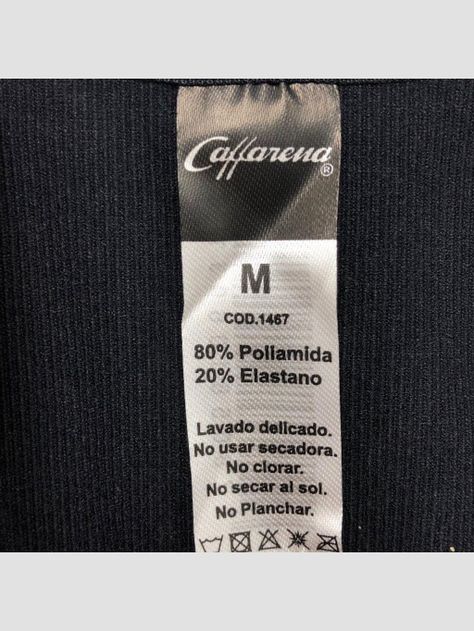 Caffarena®
M
COD.1467
80% Poliamida
20% Elastano
Lavado delicado.
No usar secadora.
No clorar.
No secar al sol.
No Planchar.